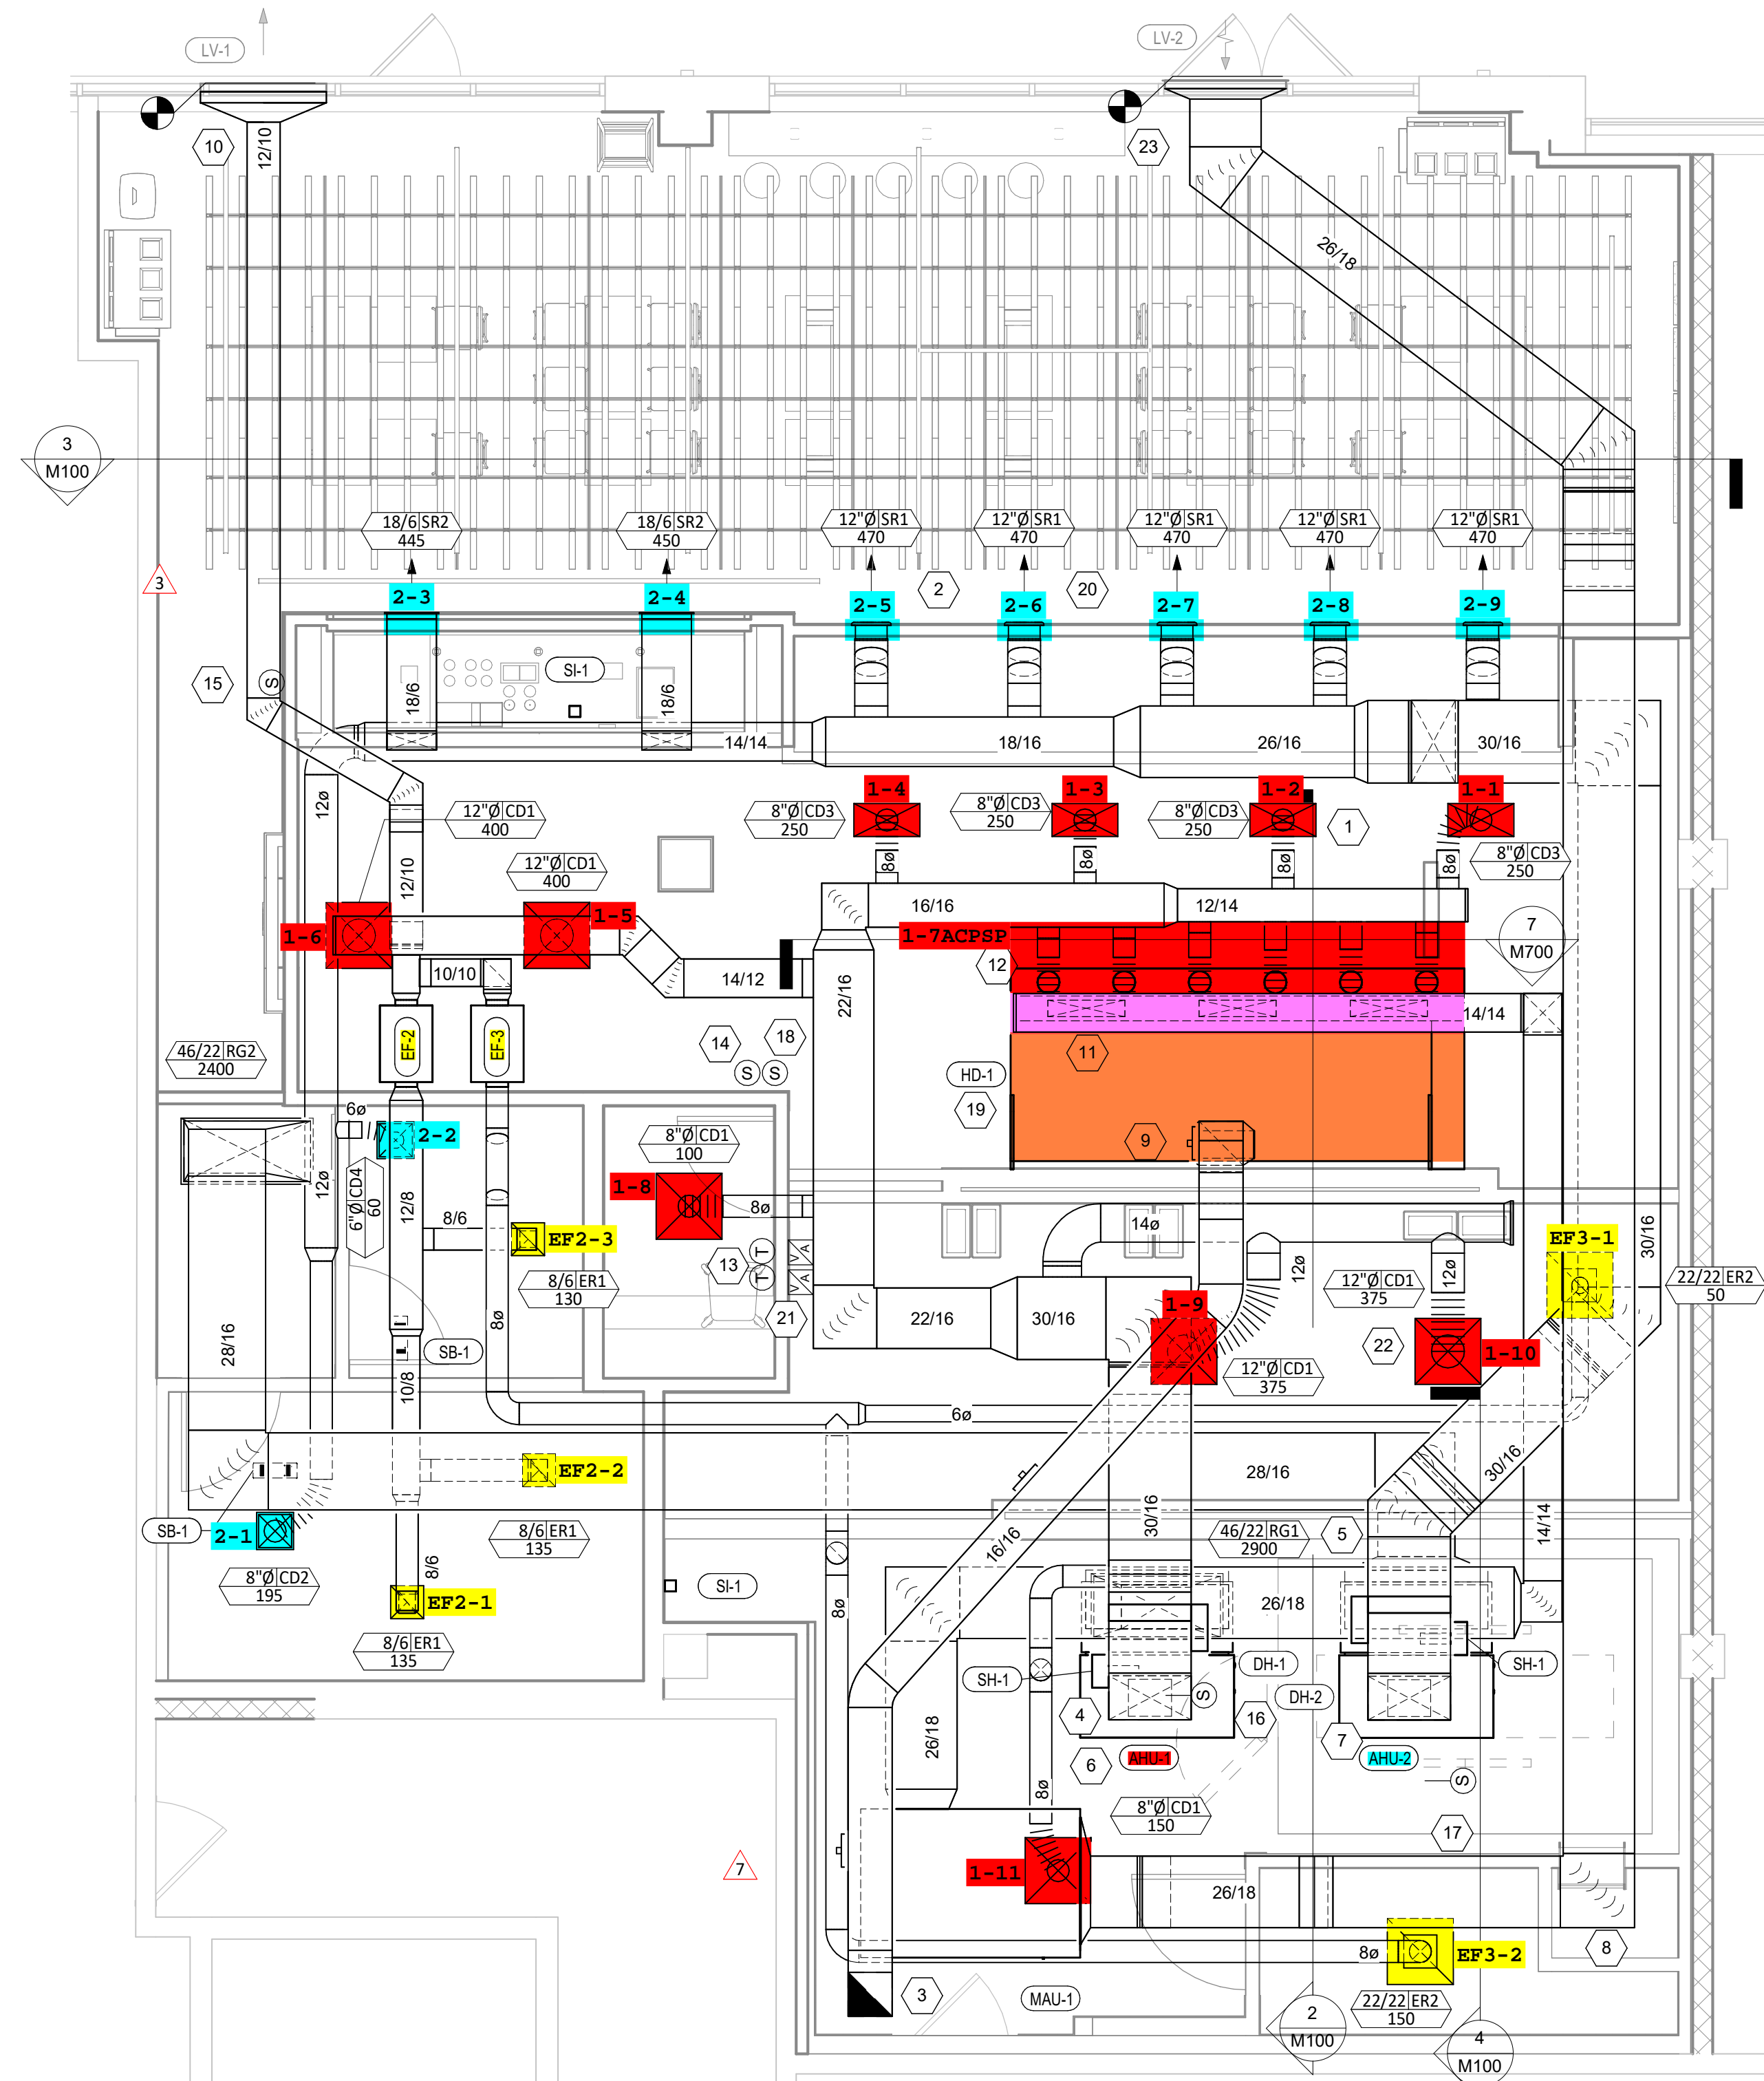 LV-1
LV-2
10
12/10
23
26/18
3
M100
3
18/6 SR2
445
18/6 SR2
450
12"Ø SR1
470
12"Ø SR1
470
12"Ø SR1
470
12"Ø SR1
470
12"Ø SR1
470
2
20
2-3
2-4
2-5
2-6
2-7
2-8
2-9
15
S
18/6
SI-1
18/6
14/14
18/16
26/16
30/16
12ø
12"Ø CD1
400
8"Ø CD3
250
1-4
8"Ø CD3
250
1-3
8"Ø CD3
250
1-2
1
1-1
8"Ø CD3
250
8ø
8ø
8ø
8ø
12/10
12"Ø CD1
400
16/16
12/14
1-6
1-5
1-7ACPSP
7
M700
12
10/10
14/12
22/16
14/14
EF-2
EF-3
14
18
S
S
46/22 RG2
2400
HD-1
19
11
9
6ø
2-2
12ø
6"Ø CD4
60
12/8
8/6
EF2-3
8"Ø CD1
100
1-8
8ø
14ø
8/6 ER1
130
13
T
T
V
A
V
A
21
12ø
12"Ø CD1
375
12ø
EF3-1
30/16
22/22 ER2
50
8ø
28/16
SB-1
10/8
22/16
30/16
1-9
12"Ø CD1
375
22
1-10
6ø
EF2-2
28/16
30/16
SB-1
2-1
8/6 ER1
135
30/16
46/22 RG1
2900
5
14/14
16/16
8"Ø CD2
195
8/6
EF2-1
SI-1
8ø
26/18
8/6 ER1
135
SH-1
DH-1
SH-1
S
DH-2
4
16
7
26/18
6
AHU-1
AHU-2
8ø
S
8"Ø CD1
150
17
7
1-11
26/18
8ø
EF3-2
8
3
MAU-1
22/22 ER2
150
2
M100
4
M100